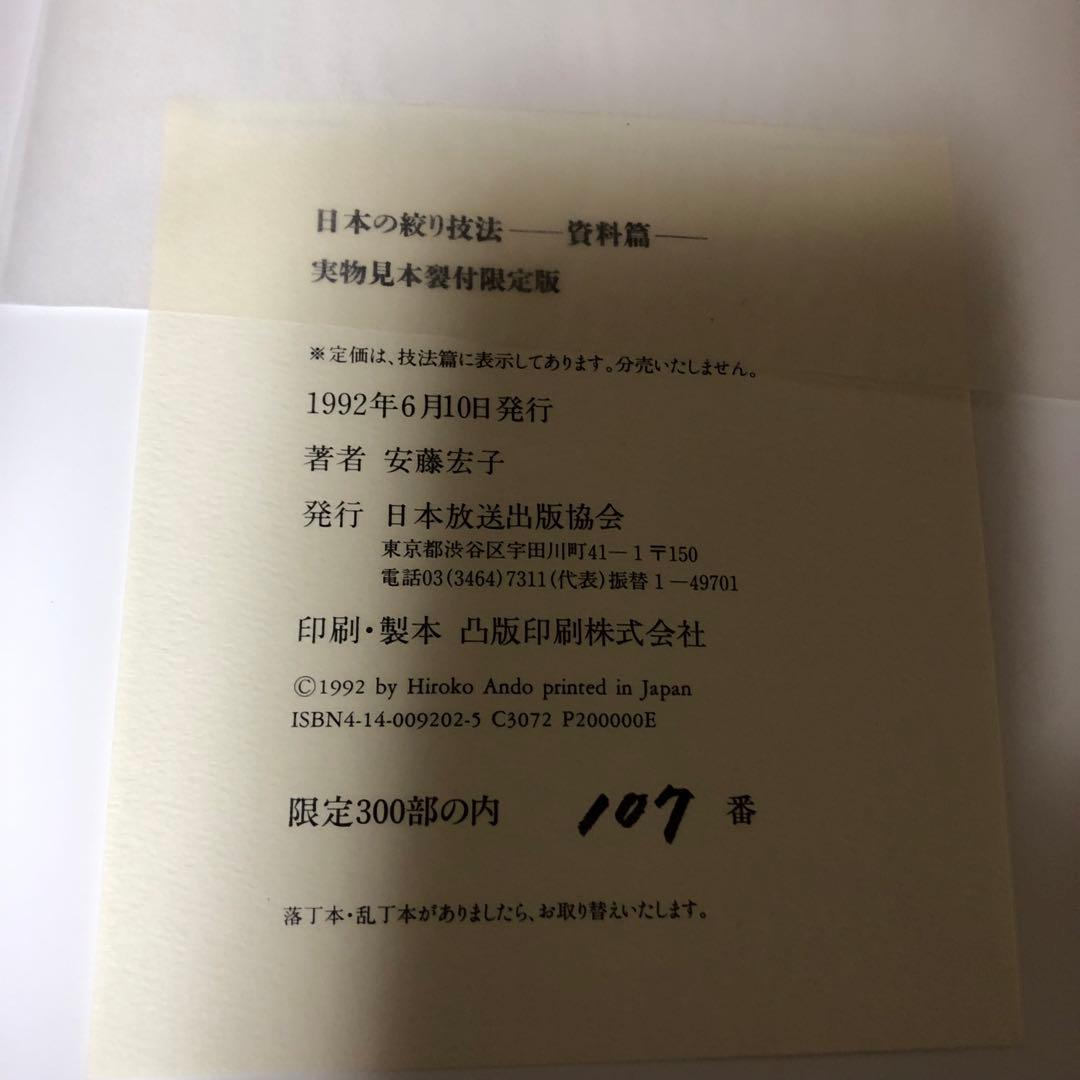 日本の絞り技法――資料篇――
実物見本裂付限定版
※定価は、技法篇に表示してあります。分売いたしません。
1992年6月10日発行
著者 安藤宏子
発行 日本放送出版協会
東京都渋谷区宇田川町41―1 〒150
電話03(3464)7311(代表)振替1―49701
印刷・製本 凸版印刷株式会社
©1992 by Hiroko Ando printed in Japan
ISBN4-14-009202-5 C3072 P200000E
限定300部の内 107 番
落丁本・乱丁本がありましたら、お取り替えいたします。